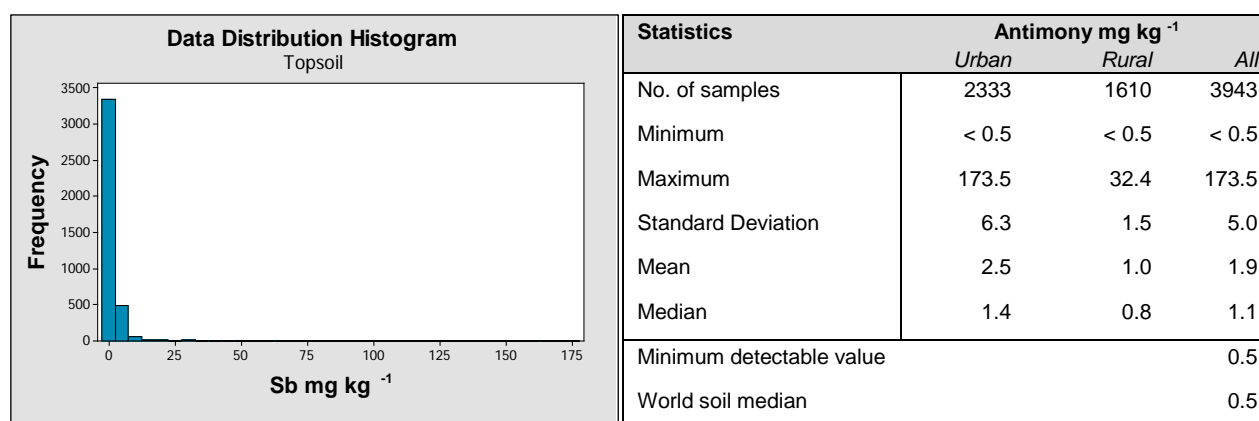 Data Distribution Histogram
Topsoil
Frequency
3500
3000
2500
2000
1500
1000
500
0
0 25 50 75 100 125 150 175
Sb mg kg -1
Statistics Antimony mg kg -1
Urban Rural All
No. of samples 2333 1610 3943
Minimum < 0.5 < 0.5 < 0.5
Maximum 173.5 32.4 173.5
Standard Deviation 6.3 1.5 5.0
Mean 2.5 1.0 1.9
Median 1.4 0.8 1.1
Minimum detectable value 0.5
World soil median 0.5